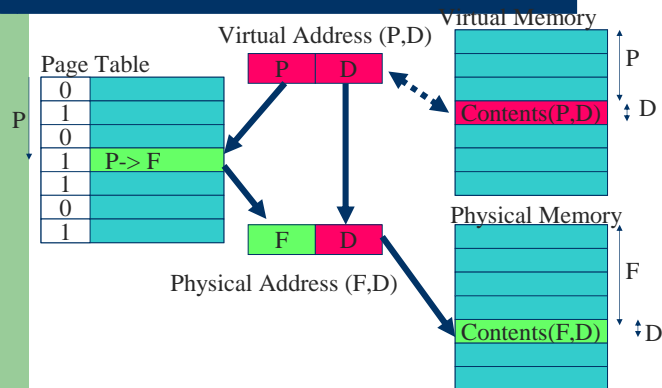 Virtual Memory
Virtual Address (P,D)
Page Table
P D
P
0
1
P
0
Contents(P,D) D
1 P-> F
1
0
1
Physical Memory
F D
F
Physical Address (F,D)
Contents(F,D) D